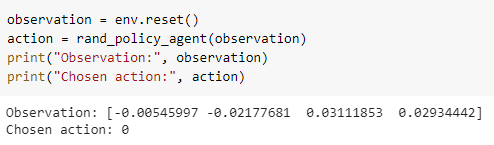 observation = env.reset()
action = rand_policy_agent(observation)
print("Observation:", observation)
print("Chosen action:", action)
Observation: [-0.00545997 -0.02177681  0.03111853  0.02934442]
Chosen action: 0